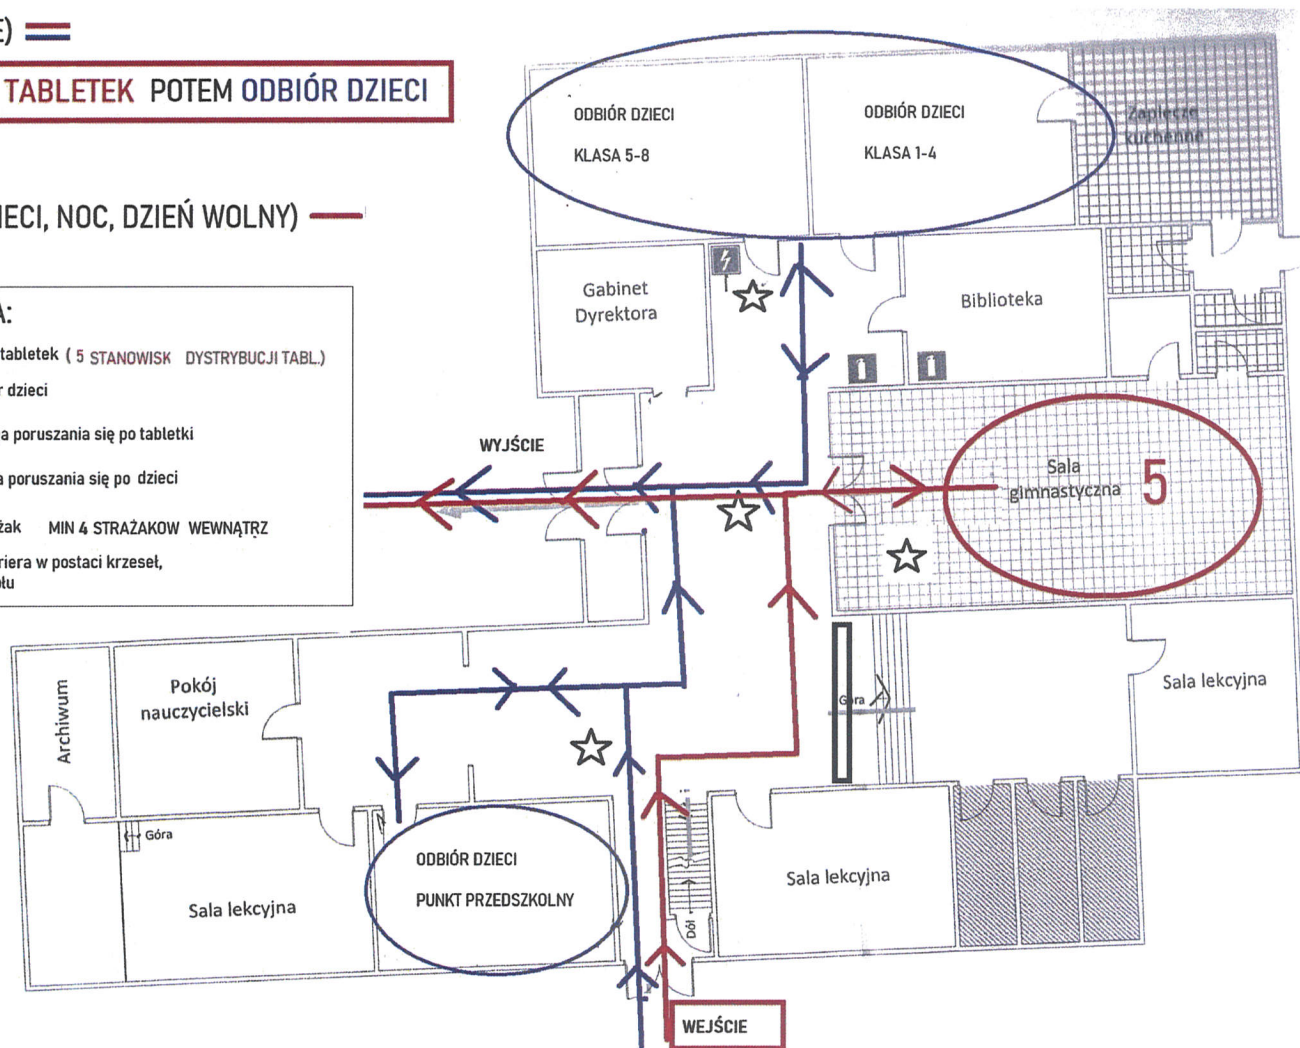 E)
TABLETEK POTEM ODBIÓR DZIECI
IECI, NOC, DZIEŃ WOLNY)
A:
tabletek ( 5 STANOWISK DYSTRYBUCJI TABL.)
r dzieci
a poruszania się po tabletki
a poruszania się po dzieci
żak MIN 4 STRAŻAKOW WEWNĄTRZ
riera w postaci krzeseł,
ołu
ODBIÓR DZIECI
KLASA 5-8
ODBIÓR DZIECI
KLASA 1-4
Zaplecze
kuchenne
Gabinet
Dyrektora
Biblioteka
WYJŚCIE
Sala
gimnastyczna
5
Archiwum
Pokój
nauczycielski
Góra
Sala lekcyjna
Góra
Sala lekcyjna
ODBIÓR DZIECI
PUNKT PRZEDSZKOLNY
Dół
Sala lekcyjna
WEJŚCIE